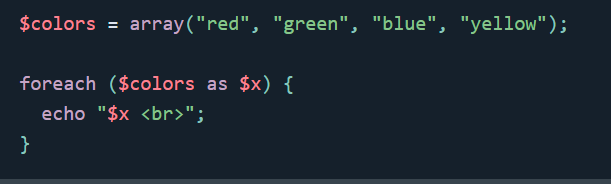 $colors = array("red", "green", "blue", "yellow");
foreach ($colors as $x) {
  echo "$x <br>";
}